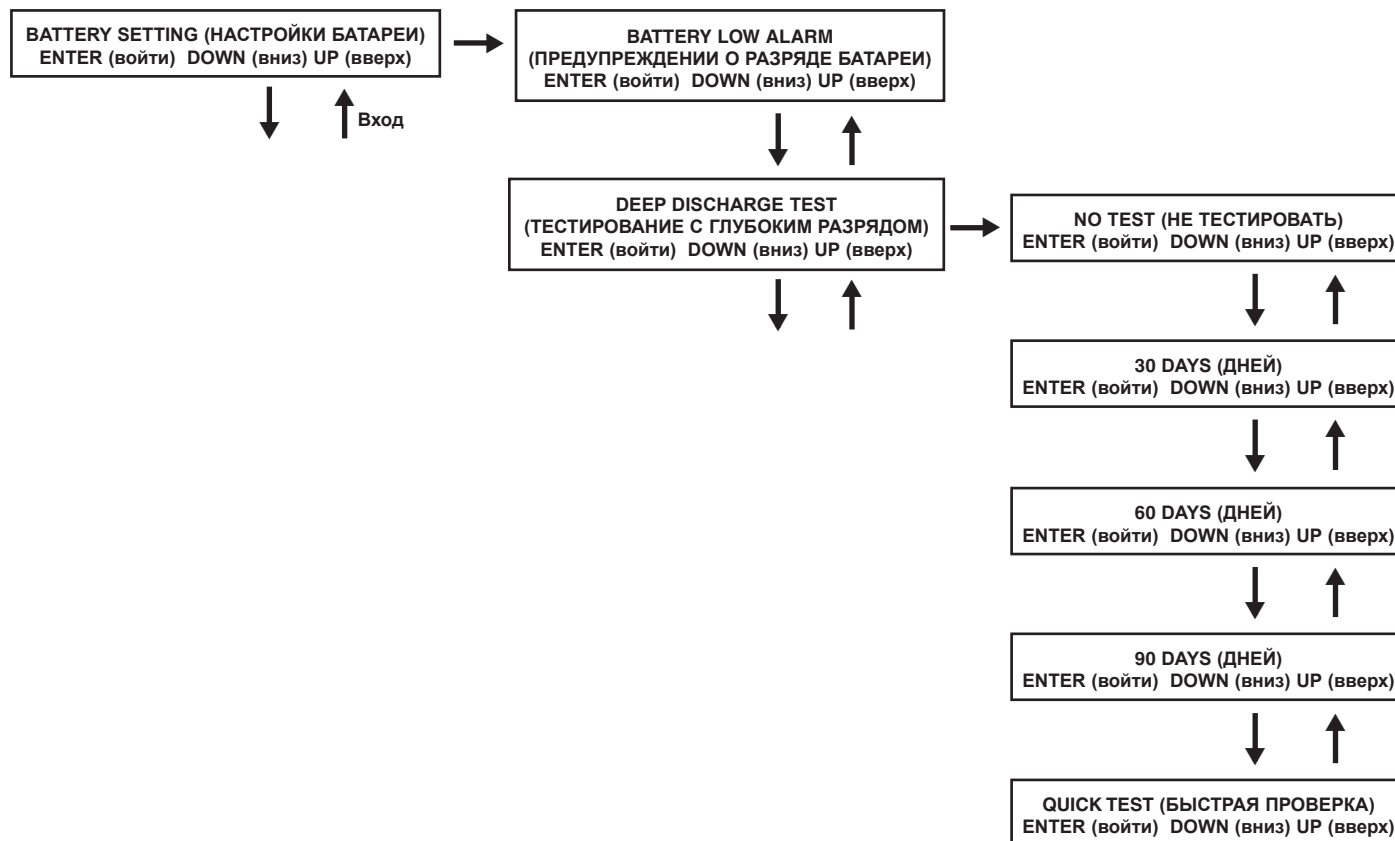 BATTERY SETTING (НАСТРОЙКИ БАТАРЕИ)
ENTER (войти) DOWN (вниз) UP (вверх)
Вход
BATTERY LOW ALARM
(ПРЕДУПРЕЖДЕНИИ О РАЗРЯДЕ БАТАРЕИ)
ENTER (войти) DOWN (вниз) UP (вверх)
DEEP DISCHARGE TEST
(ТЕСТИРОВАНИЕ С ГЛУБОКИМ РАЗРЯДОМ)
ENTER (войти) DOWN (вниз) UP (вверх)
NO TEST (НЕ ТЕСТИРОВАТЬ)
ENTER (войти) DOWN (вниз) UP (вверх)
30 DAYS (ДНЕЙ)
ENTER (войти) DOWN (вниз) UP (вверх)
60 DAYS (ДНЕЙ)
ENTER (войти) DOWN (вниз) UP (вверх)
90 DAYS (ДНЕЙ)
ENTER (войти) DOWN (вниз) UP (вверх)
QUICK TEST (БЫСТРАЯ ПРОВЕРКА)
ENTER (войти) DOWN (вниз) UP (вверх)